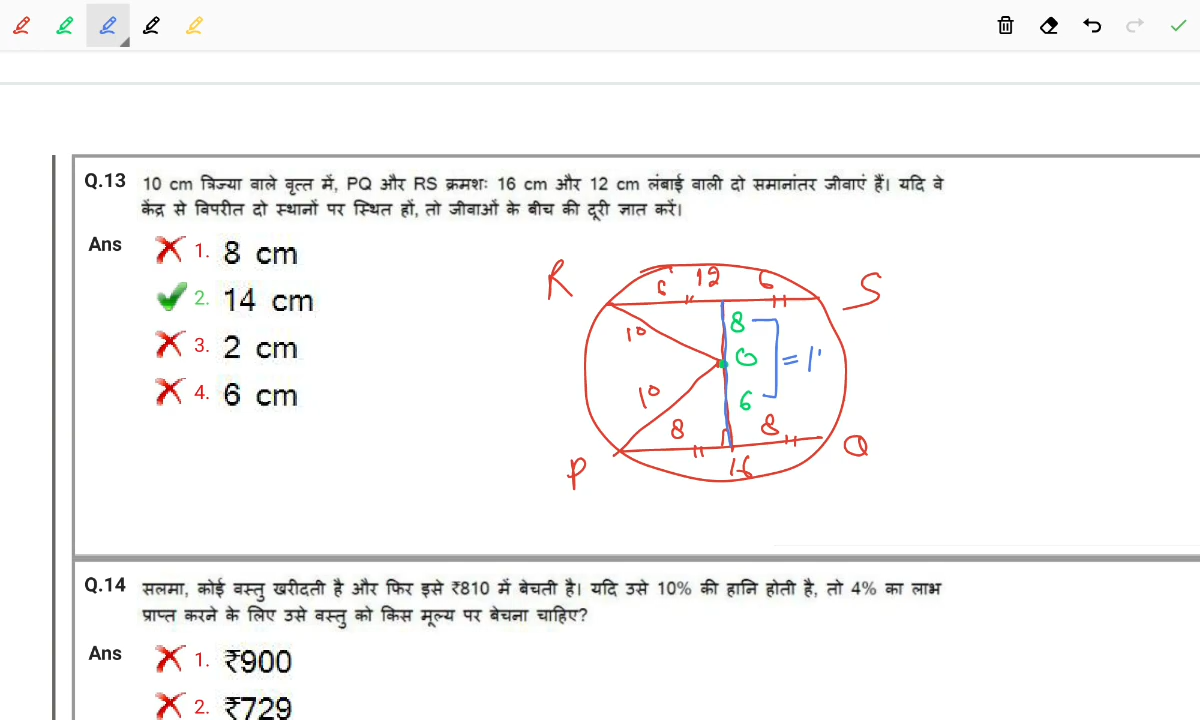 Q.13 10 cm त्रिज्या वाले वृत्त में, PQ और RS क्रमशः 16 cm और 12 cm लंबाई वाली दो समानांतर जीवाएं हैं। यदि वे
केंद्र से विपरीत दो स्थानों पर स्थित हों, तो जीवाओं के बीच की दूरी ज्ञात करें।
Ans 1. 8 cm
2. 14 cm
3. 2 cm
4. 6 cm
R 6 12 6 S
10 8
O = 1
10 6
8 8
P 16 Q
Q.14 सलमा, कोई वस्तु खरीदती है और फिर इसे ₹810 में बेचती है। यदि उसे 10% की हानि होती है, तो 4% का लाभ
प्राप्त करने के लिए उसे वस्तु को किस मूल्य पर बेचना चाहिए?
Ans 1. ₹900
2. ₹729